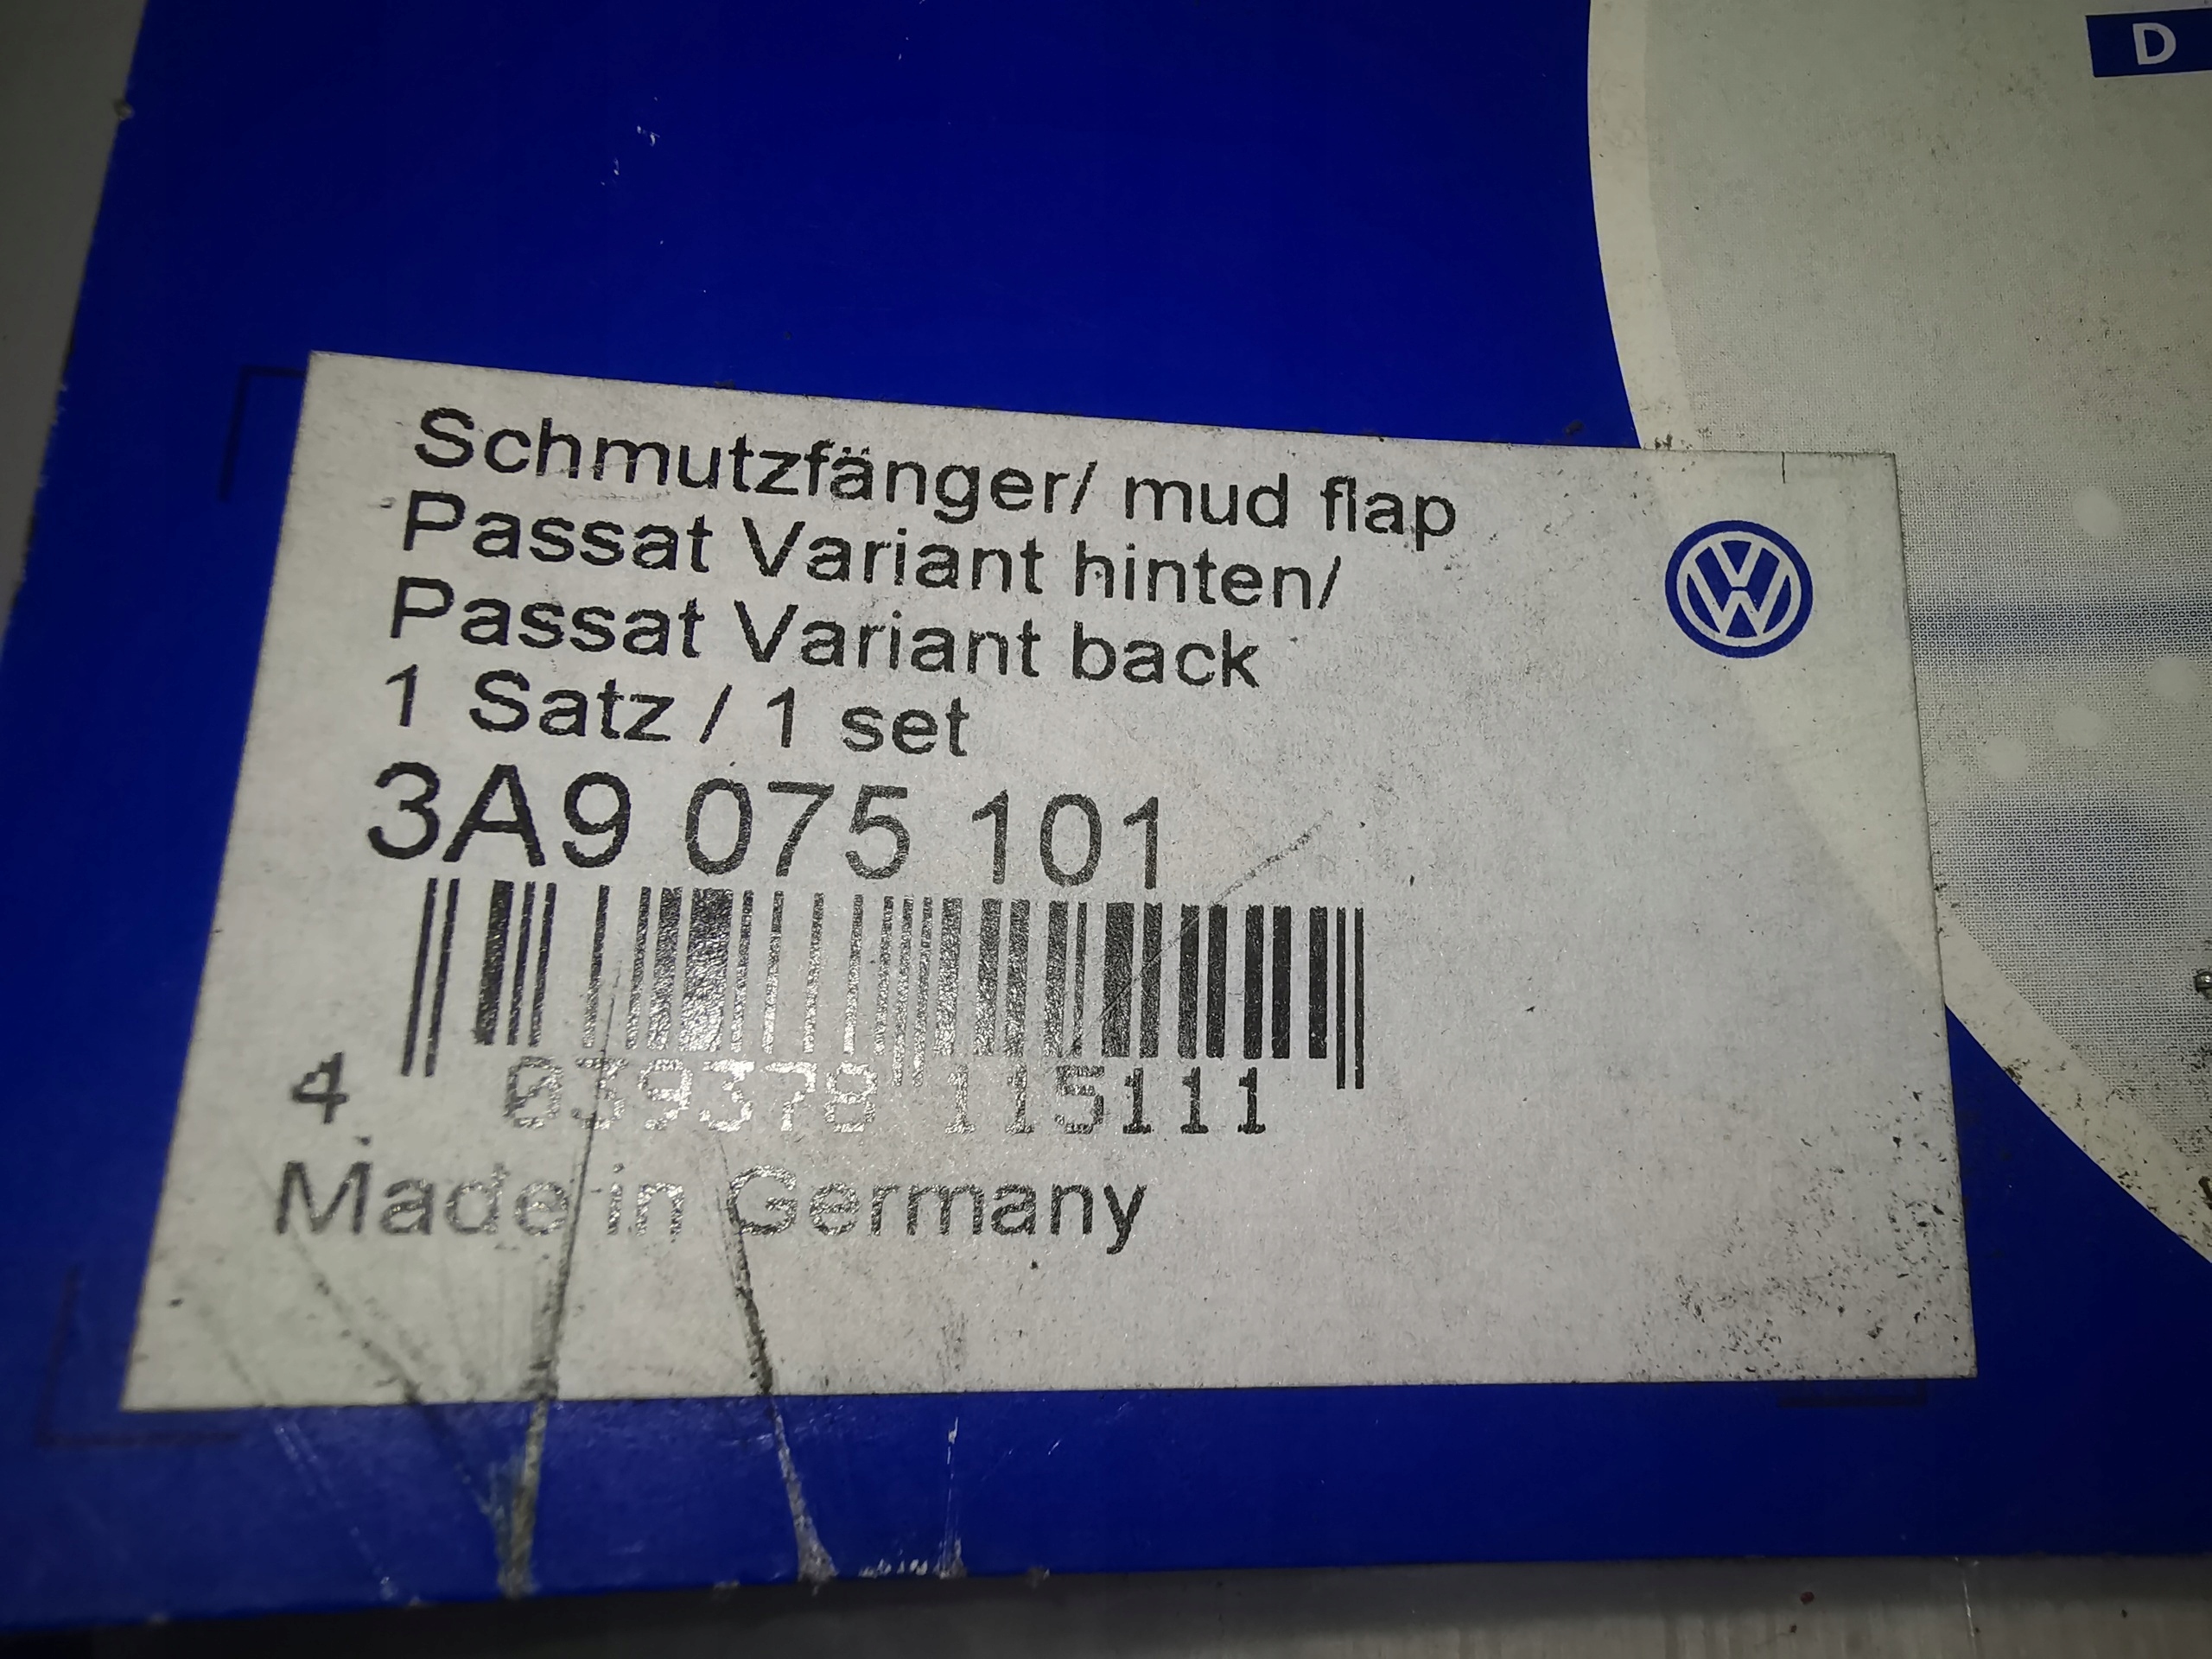 D
Schmutzfänger/ mud flap
Passat Variant hinten/
Passat Variant back
1 Satz / 1 set
3A9 075 101
4 039378 115111
Made in Germany